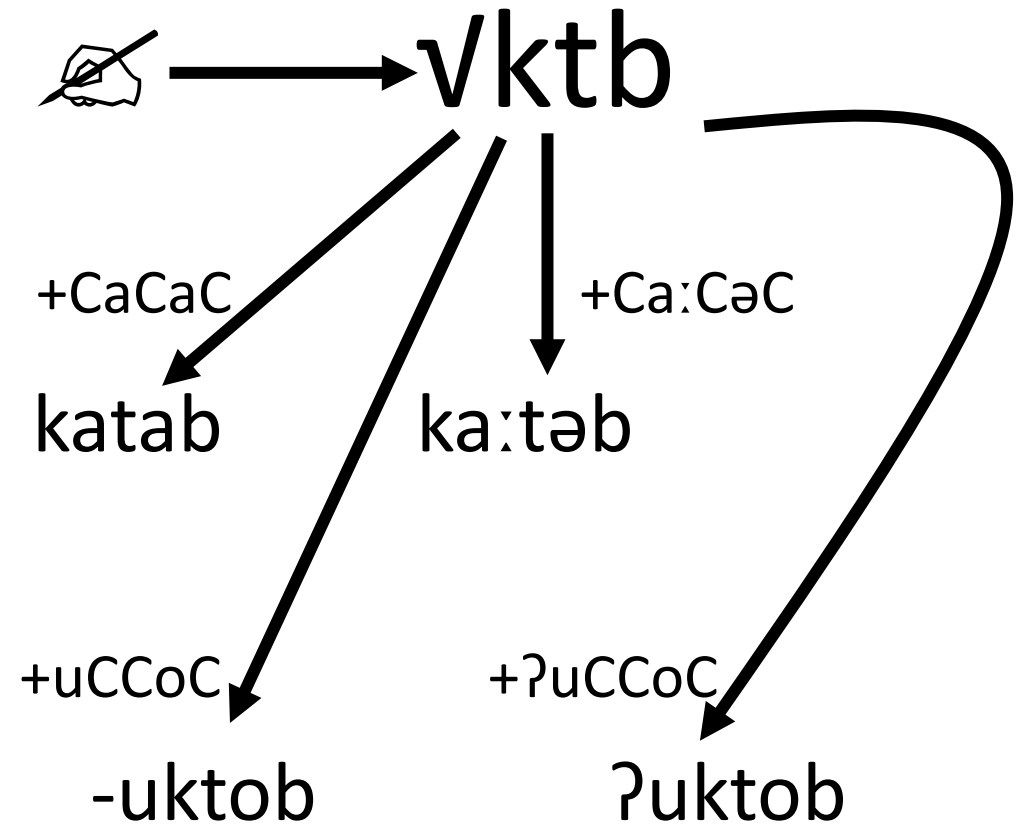 √ktb
+CaCaC
+CaːCəC
katab
kaːtəb
+uCCoC
+ʔuCCoC
-uktob
ʔuktob